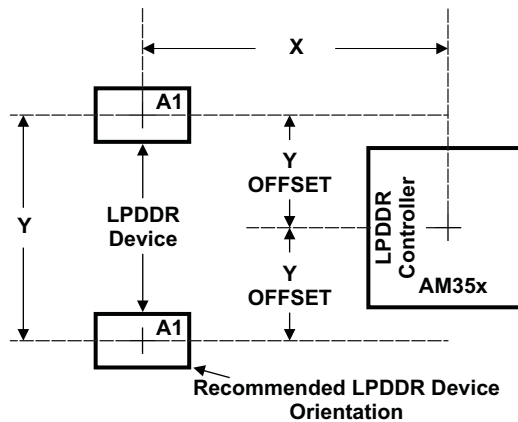 X
A1
Y
OFFSET
Y
LPDDR
Device
LPDDR
Controller
AM35x
Y
OFFSET
A1
Recommended LPDDR Device
Orientation